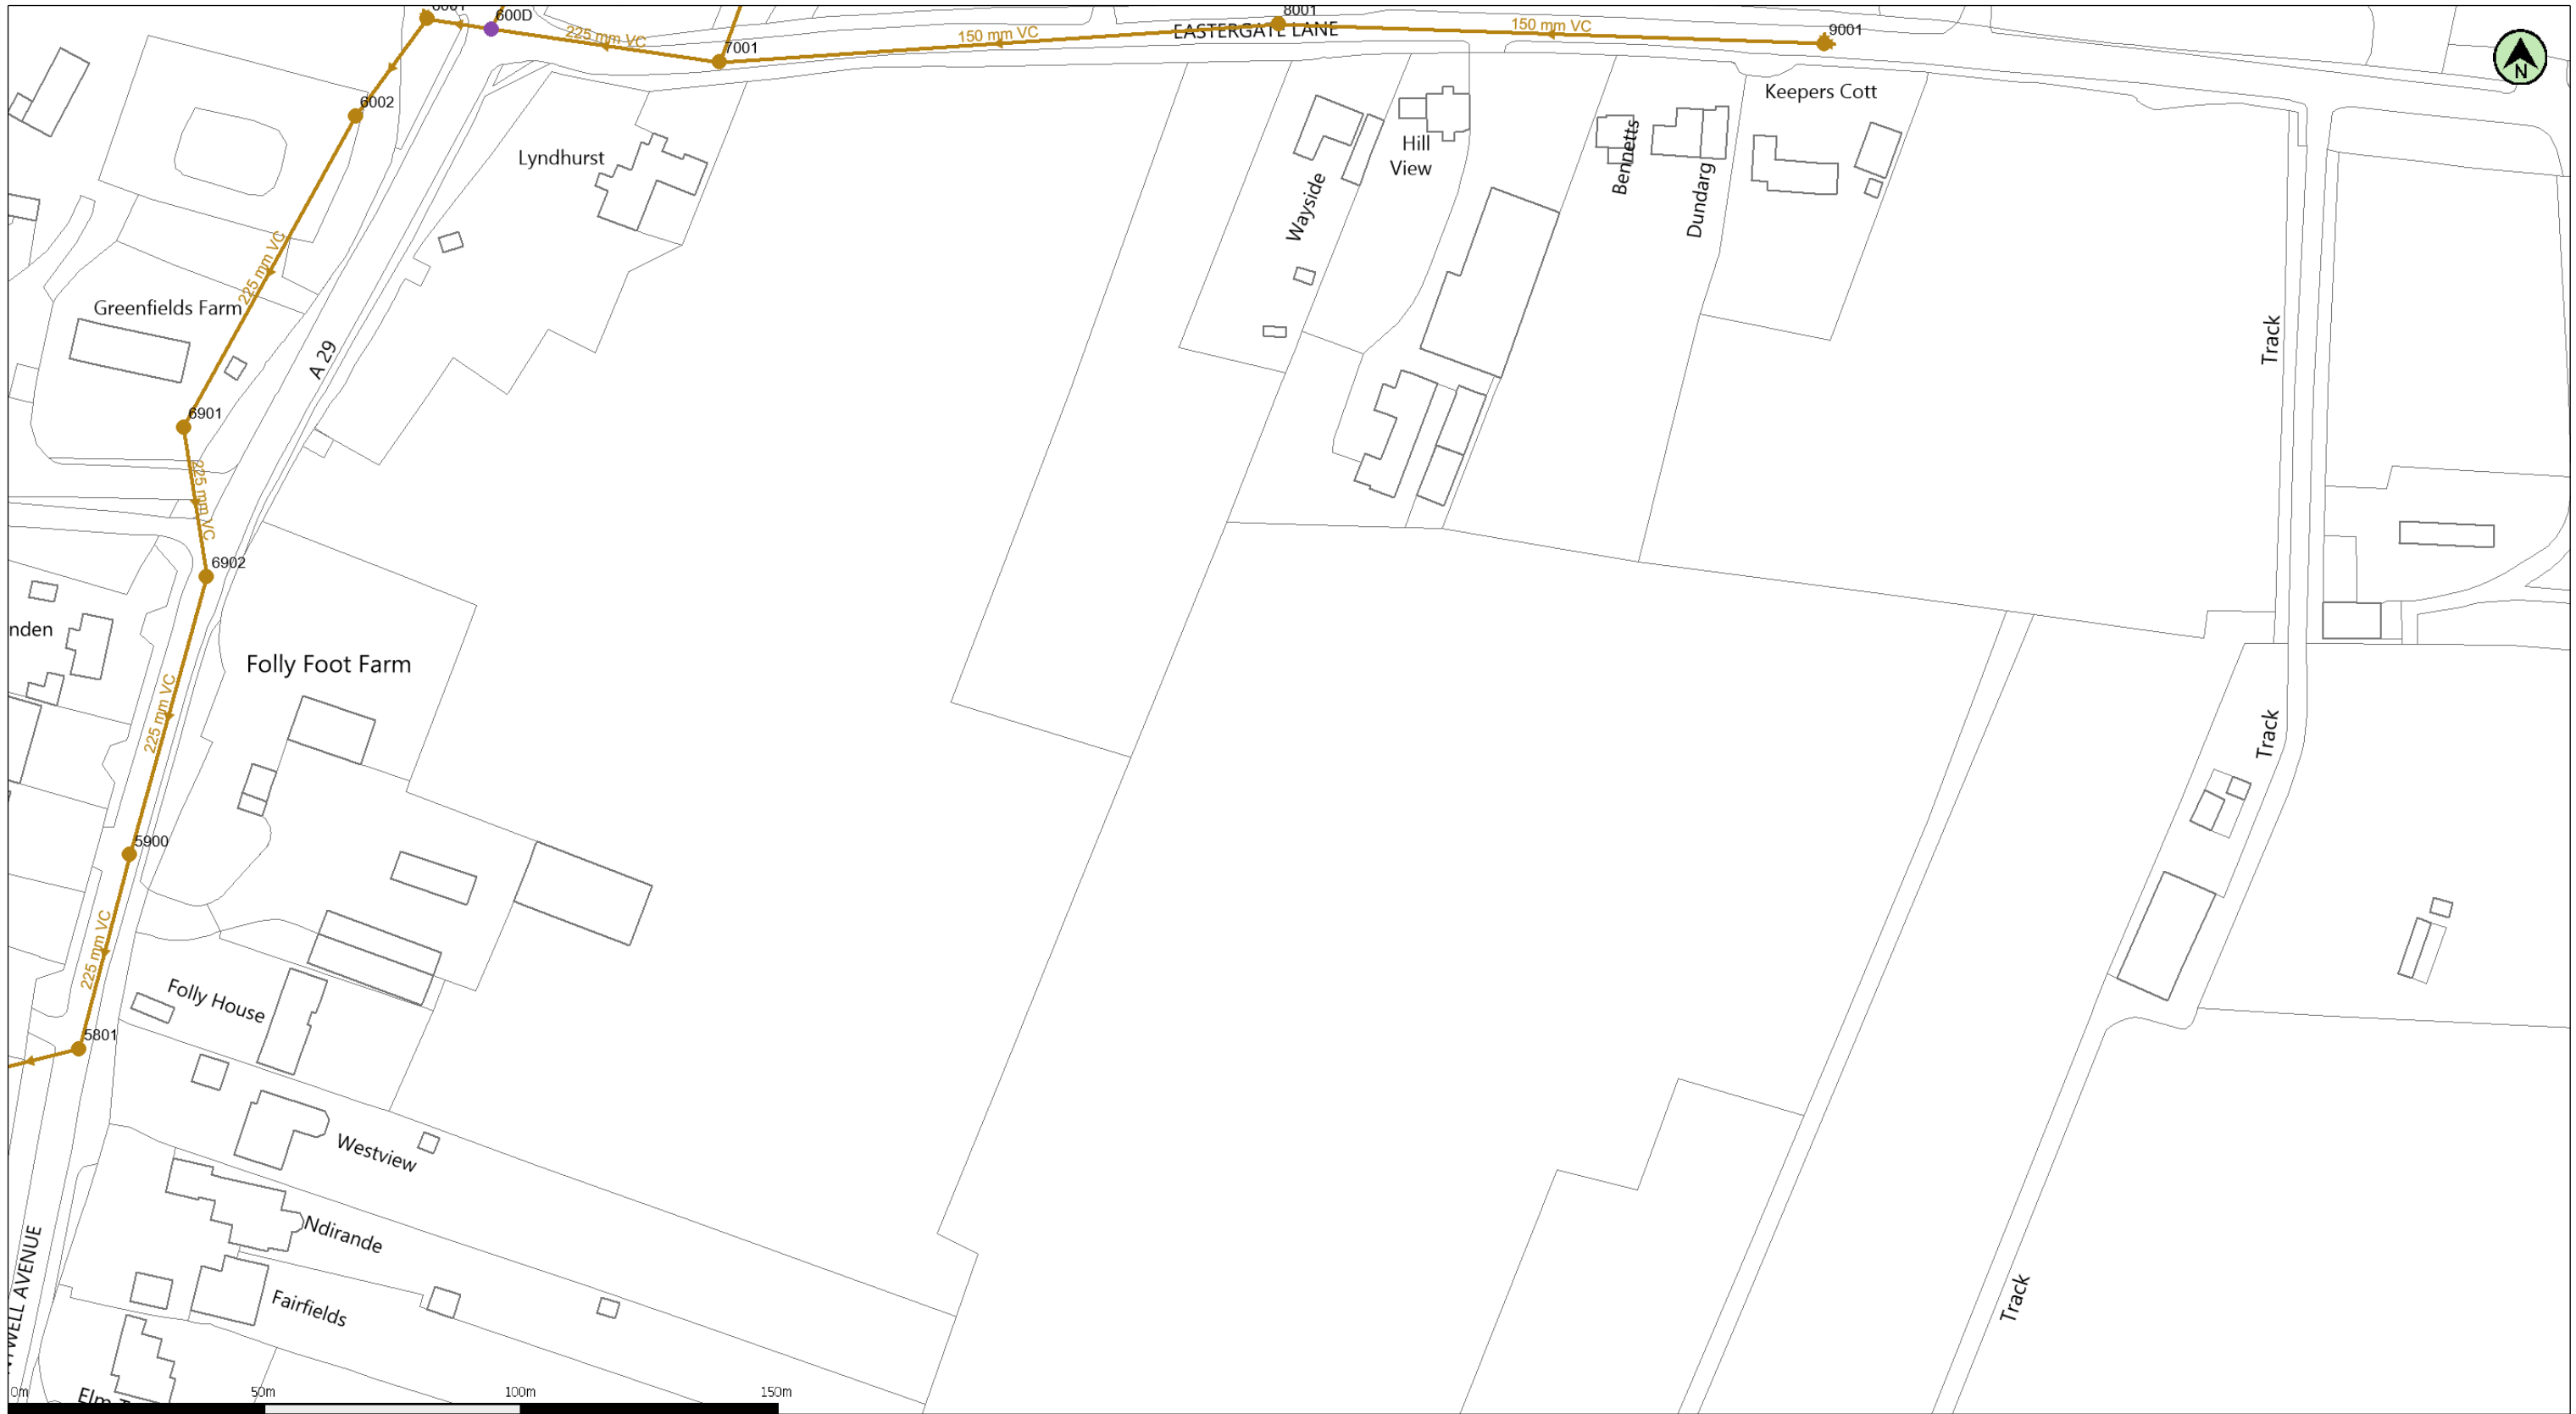 600D
8001
9001
225 mm VC
7001
150 mm VC
EASTERGATE LANE
150 mm VC
N
6002
Keepers Cott
Lyndhurst
Hill
View
Bennetts
Wayside
Dundarg
225 mm VC
Greenfields Farm
A 29
Track
6901
225 mm VC
6902
nden
Folly Foot Farm
225 mm VC
Track
5900
225 mm VC
Folly House
5801
Westview
Ndirande
Fairfields
WELL AVENUE
Track
0m
50m
100m
150m